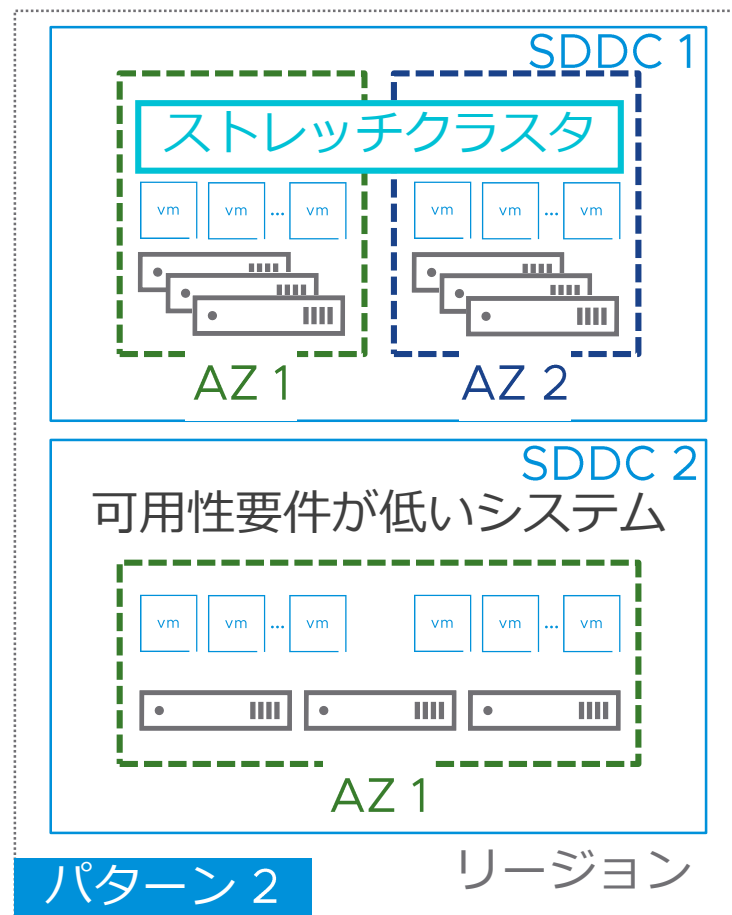 SDDC 1
ストレッチクラスタ
vm vm ... vm vm vm ... vm
AZ 1 AZ 2
SDDC 2
可用性要件が低いシステム
vm vm ... vm vm vm ... vm
AZ 1
リージョン
パターン 2